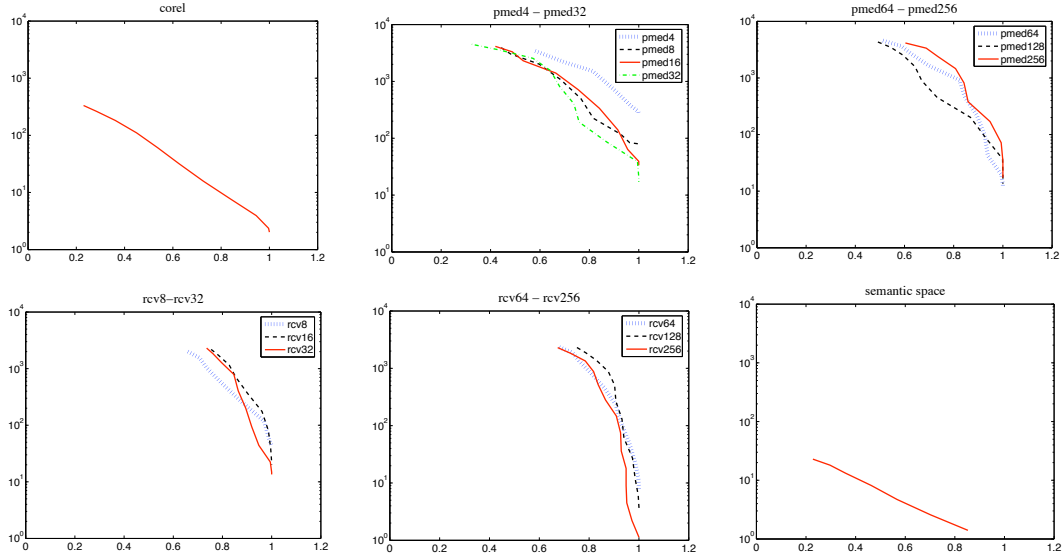 corel
10^4
10^3
10^2
10^1
10^0
0 0.2 0.4 0.6 0.8 1 1.2
pmed4 − pmed32
pmed4
pmed8
pmed16
pmed32
10^4
10^3
10^2
10^1
10^0
0 0.2 0.4 0.6 0.8 1 1.2
pmed64 − pmed256
pmed64
pmed128
pmed256
10^4
10^3
10^2
10^1
10^0
0 0.2 0.4 0.6 0.8 1 1.2
rcv8−rcv32
rcv8
rcv16
rcv32
10^4
10^3
10^2
10^1
10^0
0 0.2 0.4 0.6 0.8 1 1.2
rcv64 − rcv256
rcv64
rcv128
rcv256
10^4
10^3
10^2
10^1
10^0
0 0.2 0.4 0.6 0.8 1 1.2
semantic space
10^4
10^3
10^2
10^1
10^0
0 0.2 0.4 0.6 0.8 1 1.2